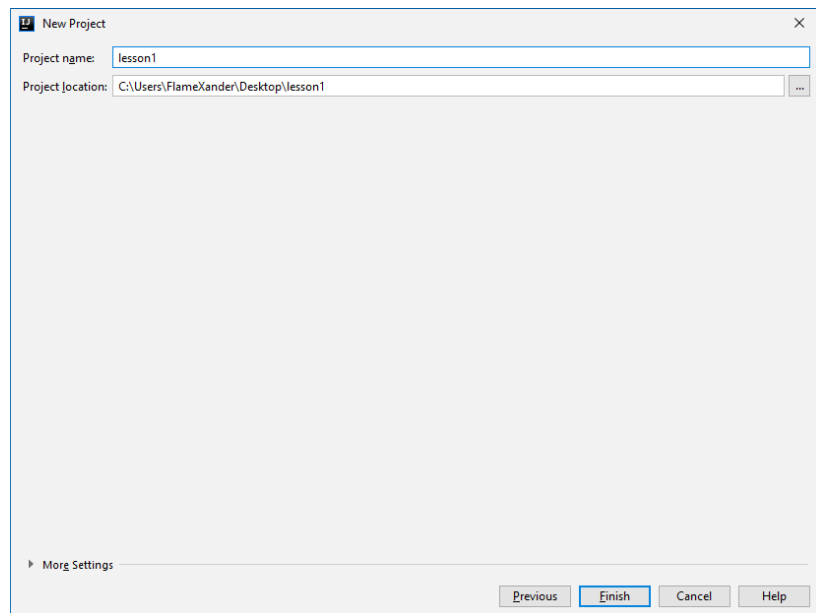 New Project
Project name: lesson1
Project location: C:\Users\FlameXander\Desktop\lesson1 ...
More Settings
Previous Finish Cancel Help